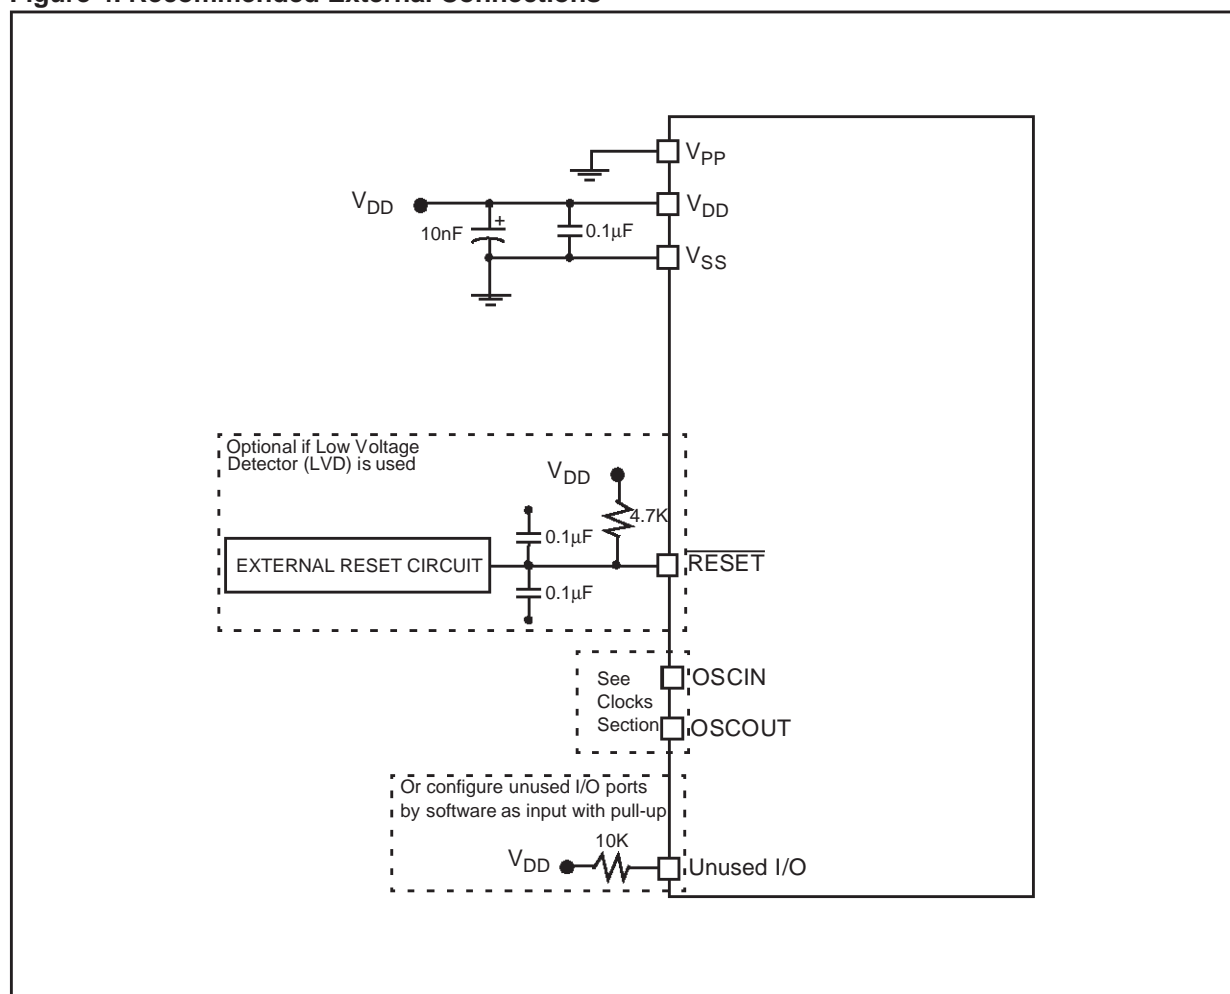 Figure 4. Recommended External Connections
VPP
VDD
VDD
10nF
+
0.1μF
VSS
Optional if Low Voltage
Detector (LVD) is used
VDD
4.7K
0.1μF
EXTERNAL RESET CIRCUIT
RESET
0.1μF
See
Clocks
Section
OSCIN
OSCOUT
Or configure unused I/O ports
by software as input with pull-up
10K
VDD
Unused I/O